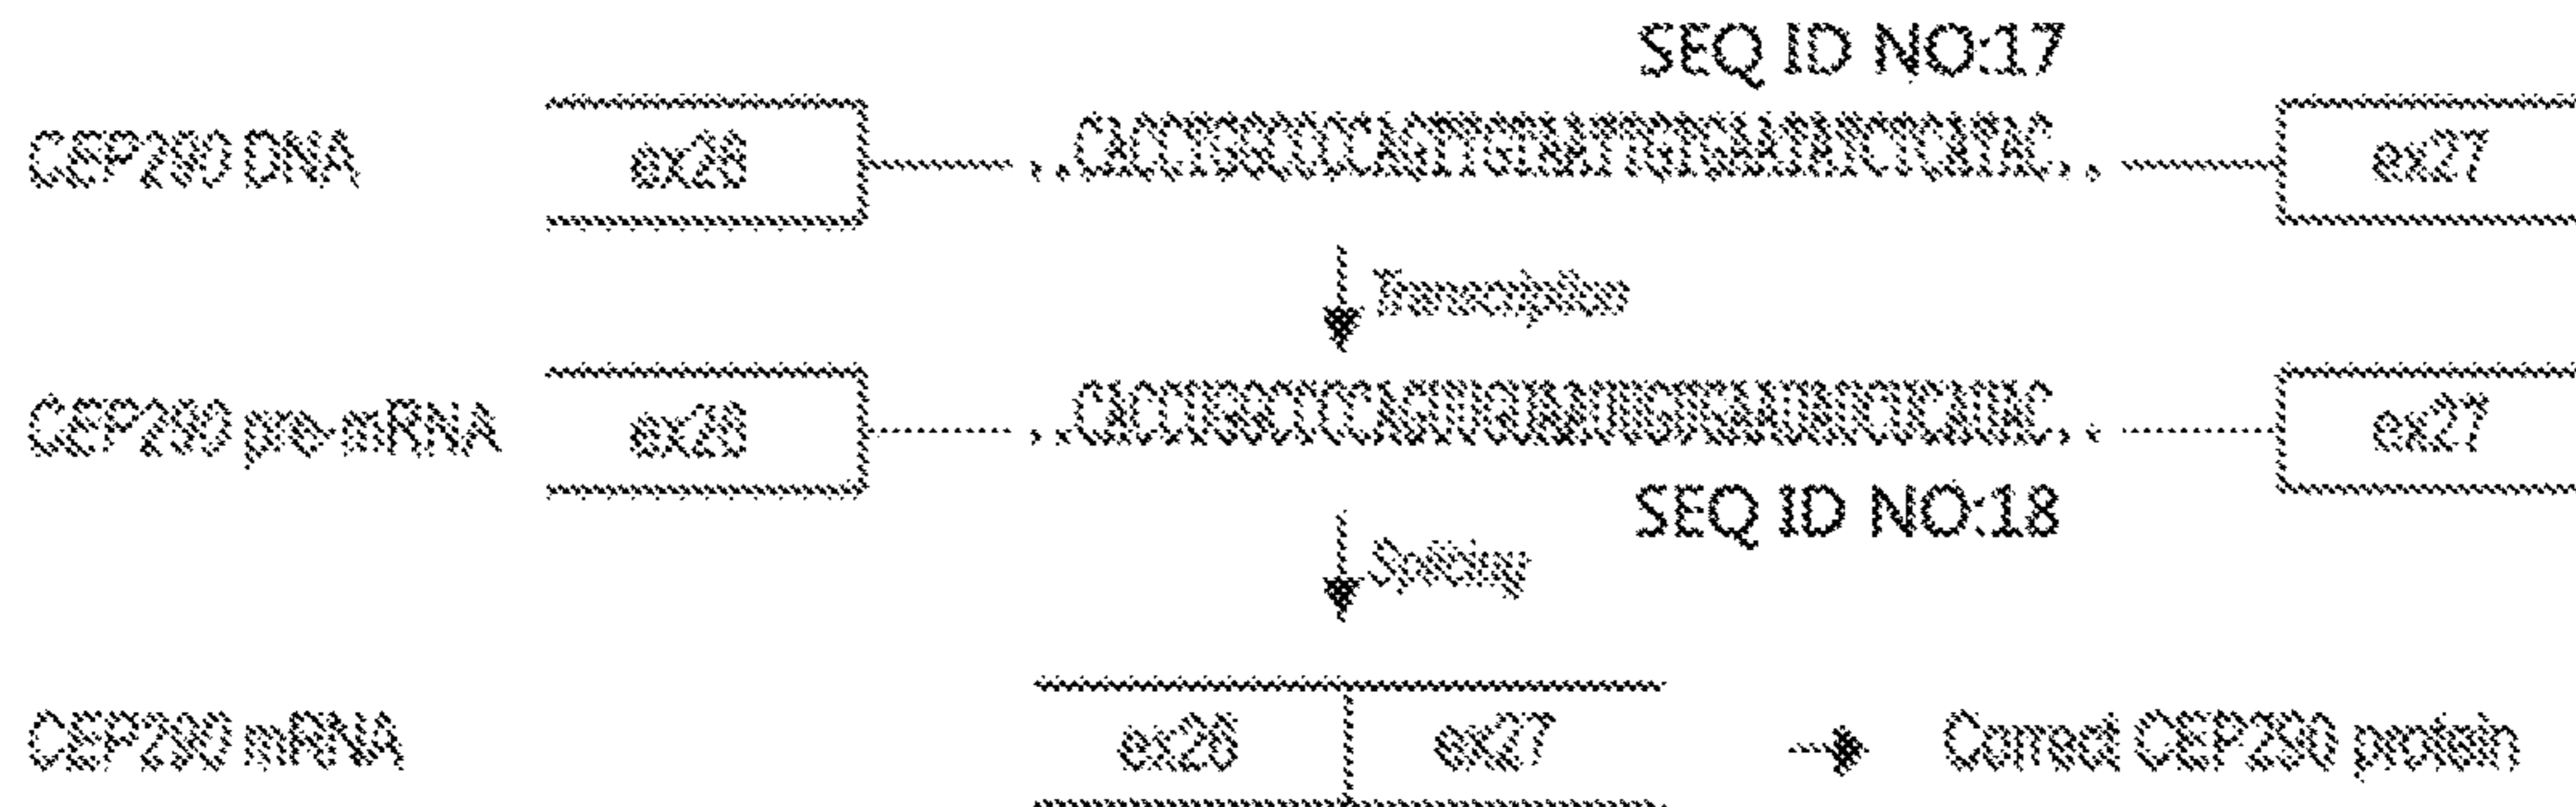 SEQ ID NO:17
CEP290 DNA ex26 ex27
Transcription
CEP290 pre-mRNA ex26 ex27
SEQ ID NO:18
Splicing
CEP290 mRNA ex26 ex27 Correct CEP290 protein